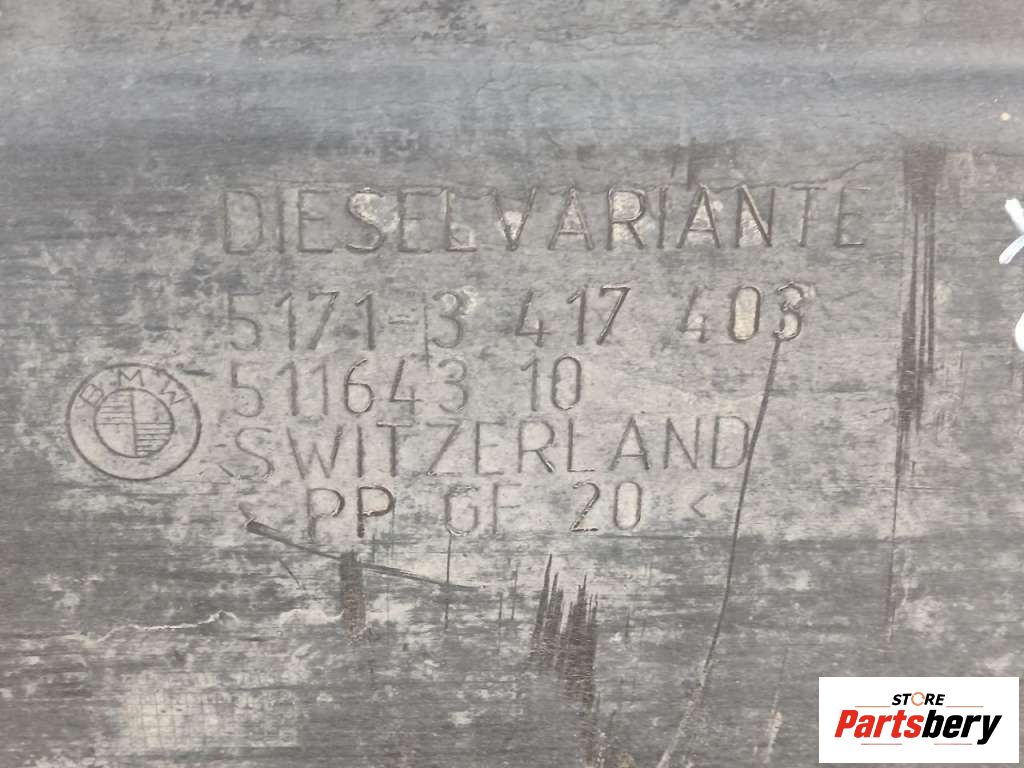 DIESELVARIANTE
5171-3 417 403
511643 10
BMW
SWITZERLAND
PP GF 20 <
STORE
Partsbery